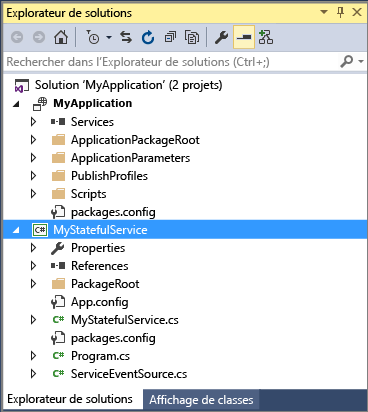 Explorateur de solutions
Rechercher dans l'Explorateur de solutions (Ctrl+;)
Solution 'MyApplication' (2 projets)
MyApplication
Services
ApplicationPackageRoot
ApplicationParameters
PublishProfiles
Scripts
packages.config
C# MyStatefulService
Properties
References
PackageRoot
App.config
C# MyStatefulService.cs
packages.config
C# Program.cs
C# ServiceEventSource.cs
Explorateur de solutions Affichage de classes